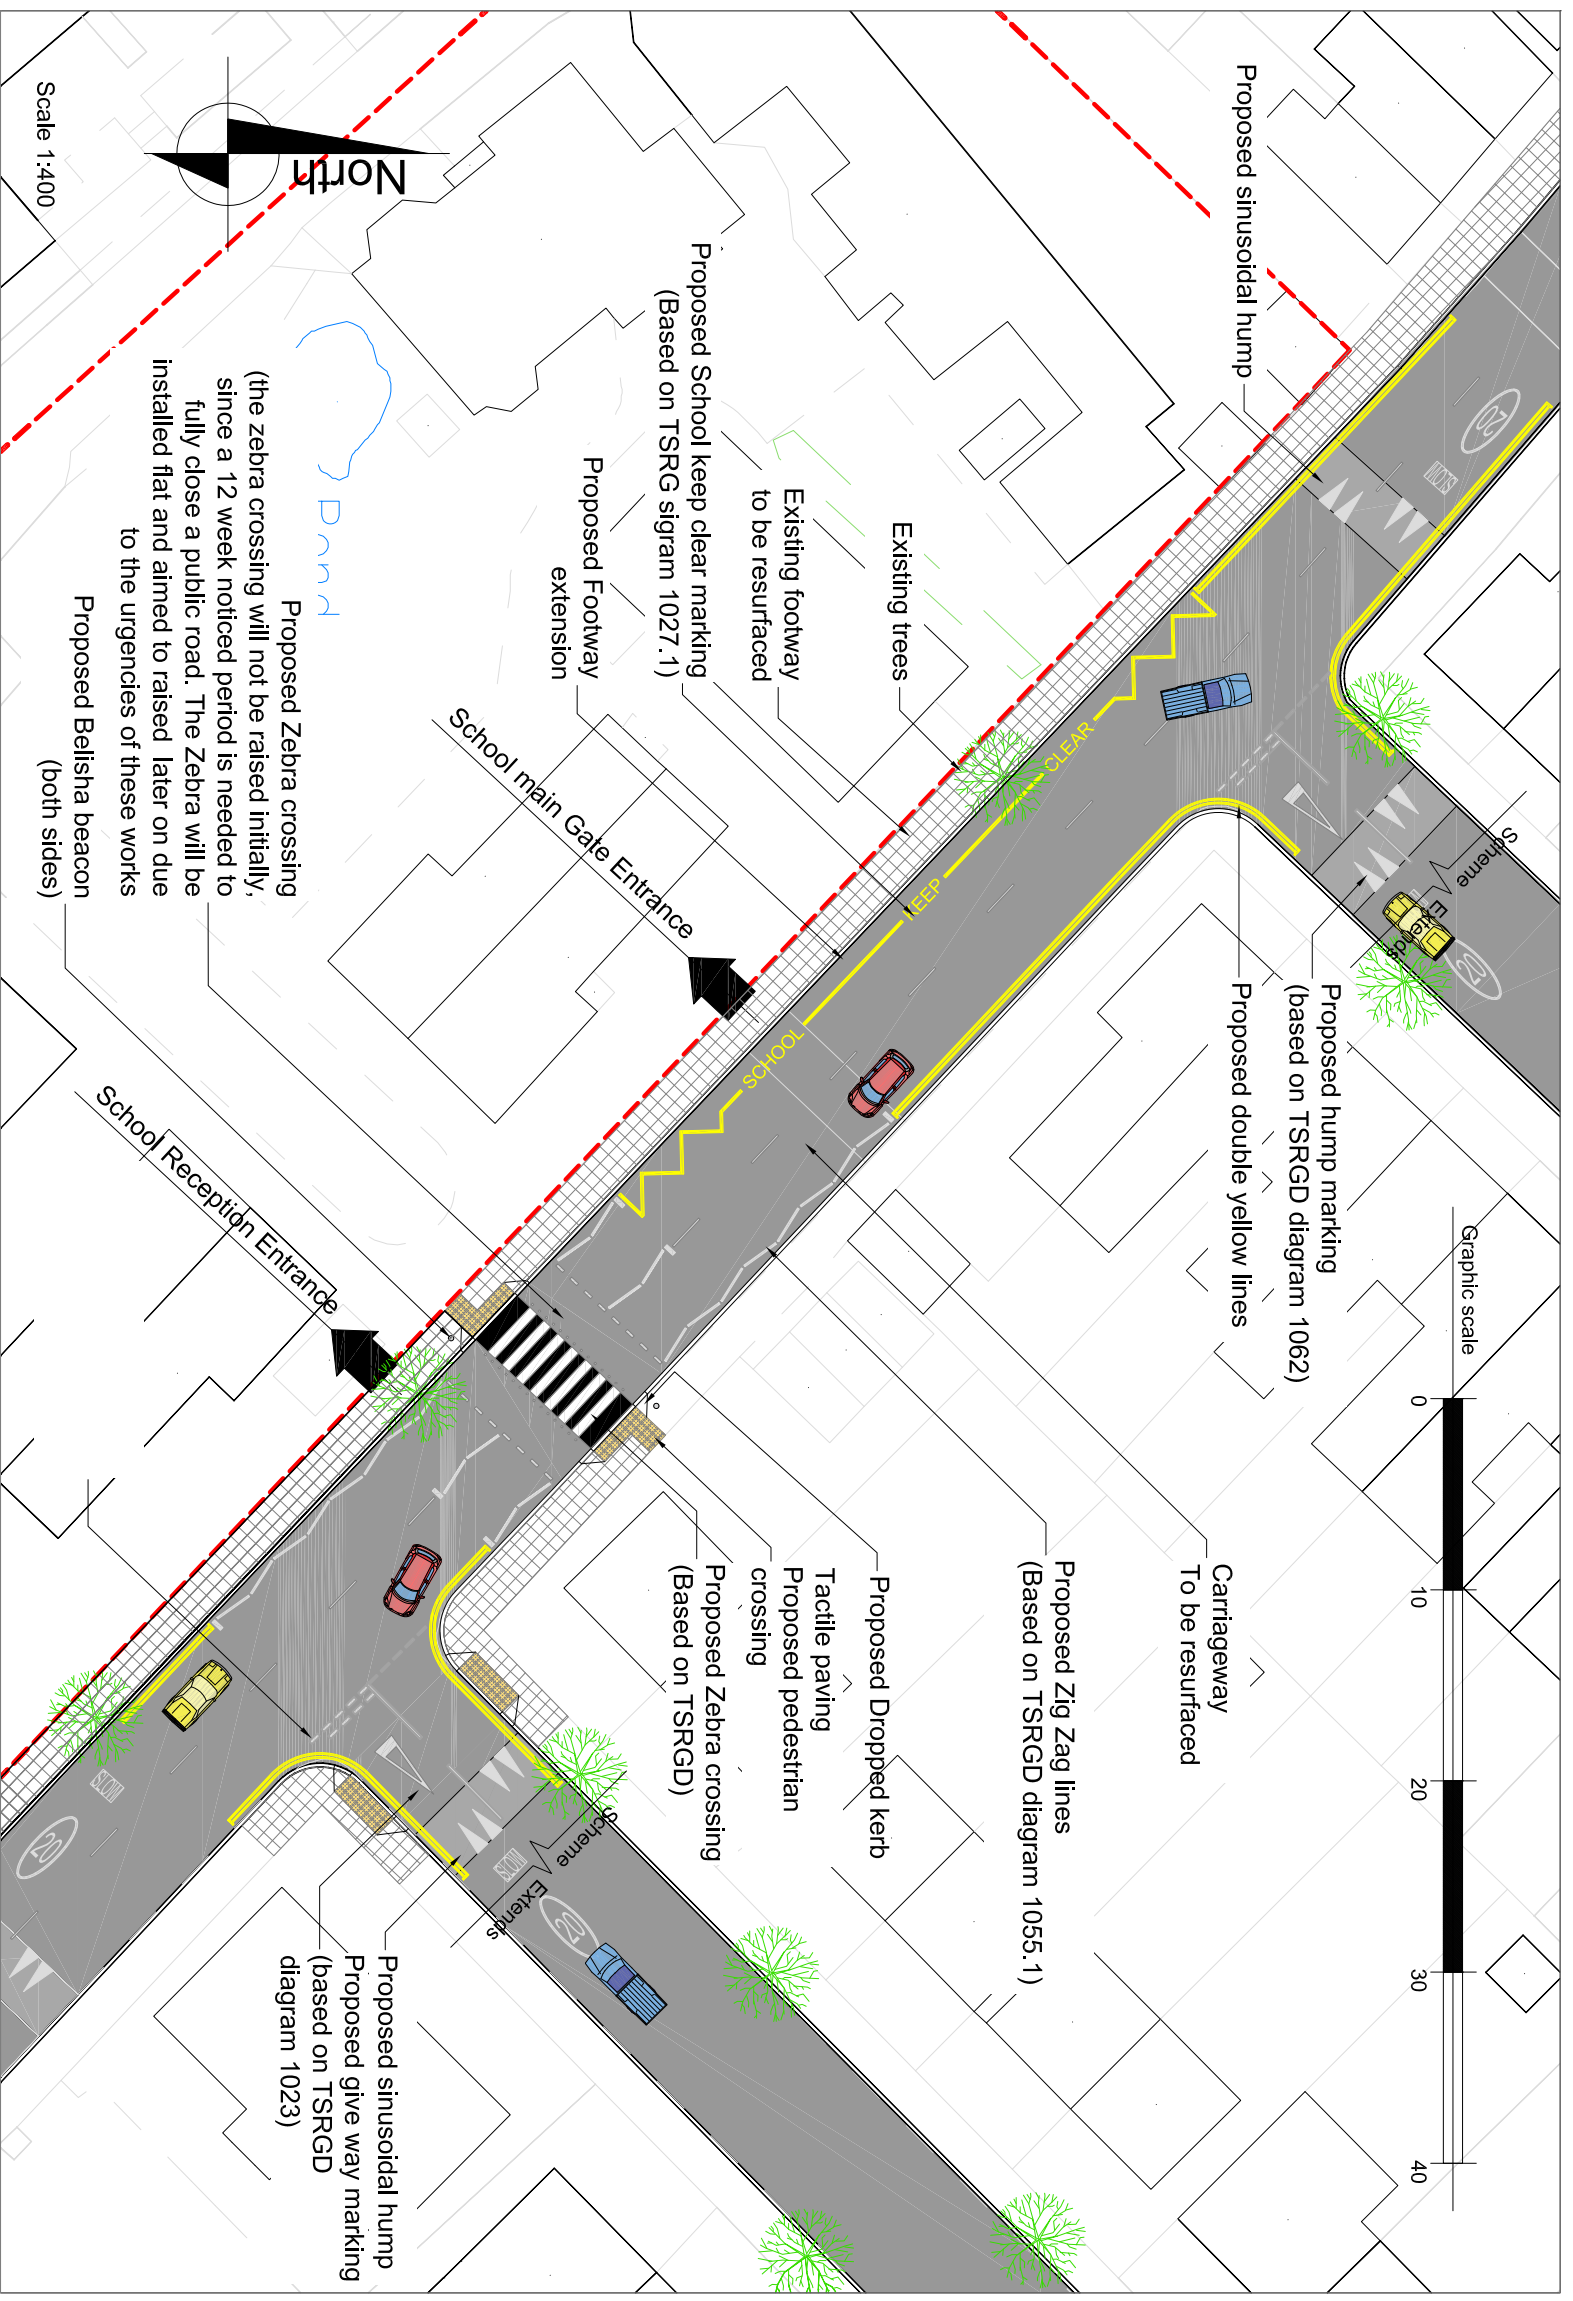 Graphic scale
0
10
20
30
40
Proposed sinusoidal hump
20
SLOW
Scheme
Extends
20
Proposed hump marking
(based on TSRGD diagram 1062)
Proposed double yellow lines
Carriageway
To be resurfaced
Proposed Zig Zag lines
(Based on TSRGD diagram 1055.1)
Existing trees
Proposed Dropped kerb
Existing footway
to be resurfaced
Tactile paving
Proposed pedestrian
crossing
Proposed School keep clear marking
(Based on TSRG sigram 1027.1)
Proposed Zebra crossing
(Based on TSRGD)
Proposed Footway
extension
SCHOOL
KEEP
CLEAR
School main Gate Entrance
School Reception Entrance
Scheme
Extends
SLOW
20
North
Pond
Proposed sinusoidal hump
Proposed give way marking
(based on TSRGD
diagram 1023)
Proposed Zebra crossing
(the zebra crossing will not be raised initially,
since a 12 week noticed period is needed to
fully close a public road. The Zebra will be
installed flat and aimed to raised later on due
to the urgencies of these works
Proposed Belisha beacon
(both sides)
SLOW
20
Scale 1:400